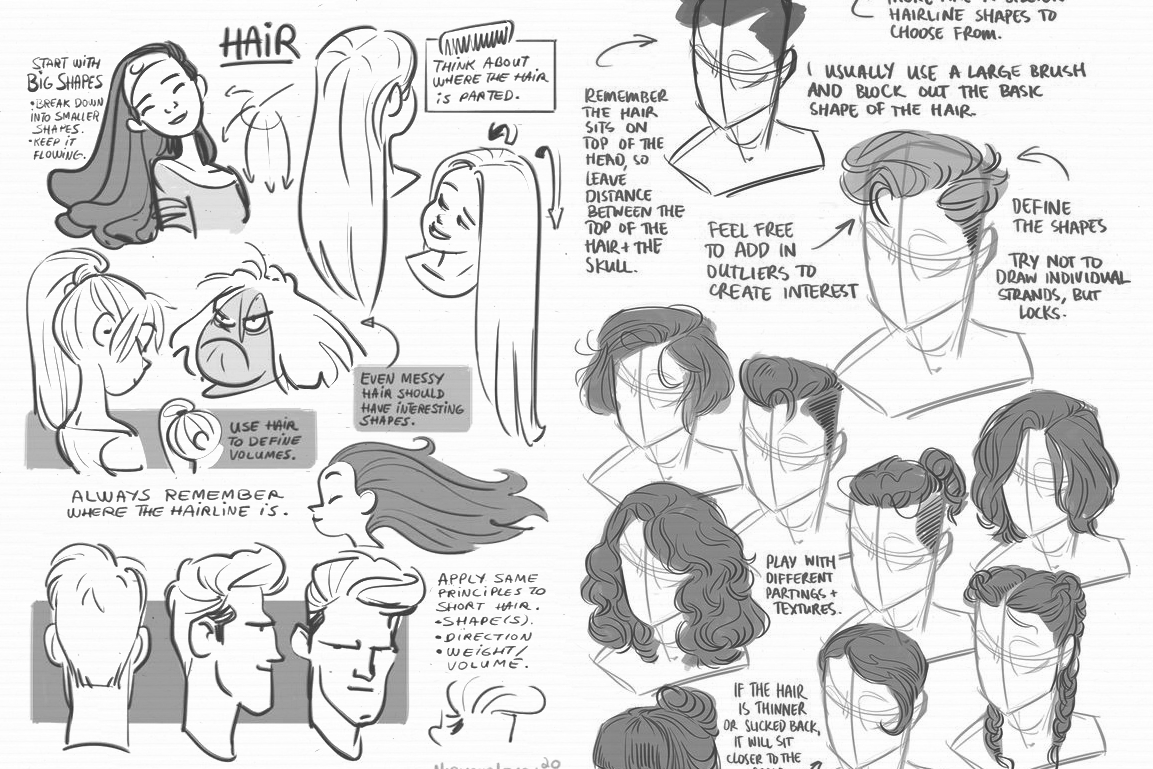 HAIR
START WITH
BIG SHAPES
• BREAK DOWN
INTO SMALLER
SHAPES.
• KEEP IT
FLOWING.
THINK ABOUT
WHERE THE HAIR
IS PARTED.
EVEN MESSY
HAIR SHOULD
HAVE INTERESTING
SHAPES.
USE HAIR
TO DEFINE
VOLUMES.
ALWAYS REMEMBER
WHERE THE HAIRLINE IS.
APPLY SAME
PRINCIPLES TO
SHORT HAIR.
• SHAPE(S).
• DIRECTION
• WEIGHT/
VOLUME.
20
HAIRLINE SHAPES TO
CHOOSE FROM.
I USUALLY USE A LARGE BRUSH
AND BLOCK OUT THE BASIC
SHAPE OF THE HAIR.
REMEMBER
THE HAIR
SITS ON
TOP OF THE
HEAD, SO
LEAVE
DISTANCE
BETWEEN THE
TOP OF THE
HAIR + THE
SKULL.
FEEL FREE
TO ADD IN
OUTLIERS TO
CREATE INTEREST
DEFINE
THE SHAPES
TRY NOT TO
DRAW INDIVIDUAL
STRANDS, BUT
LOCKS.
PLAY WITH
DIFFERENT
PARTINGS +
TEXTURES.
IF THE HAIR
IS THINNER
OR SLICKED BACK,
IT WILL SIT
CLOSER TO THE